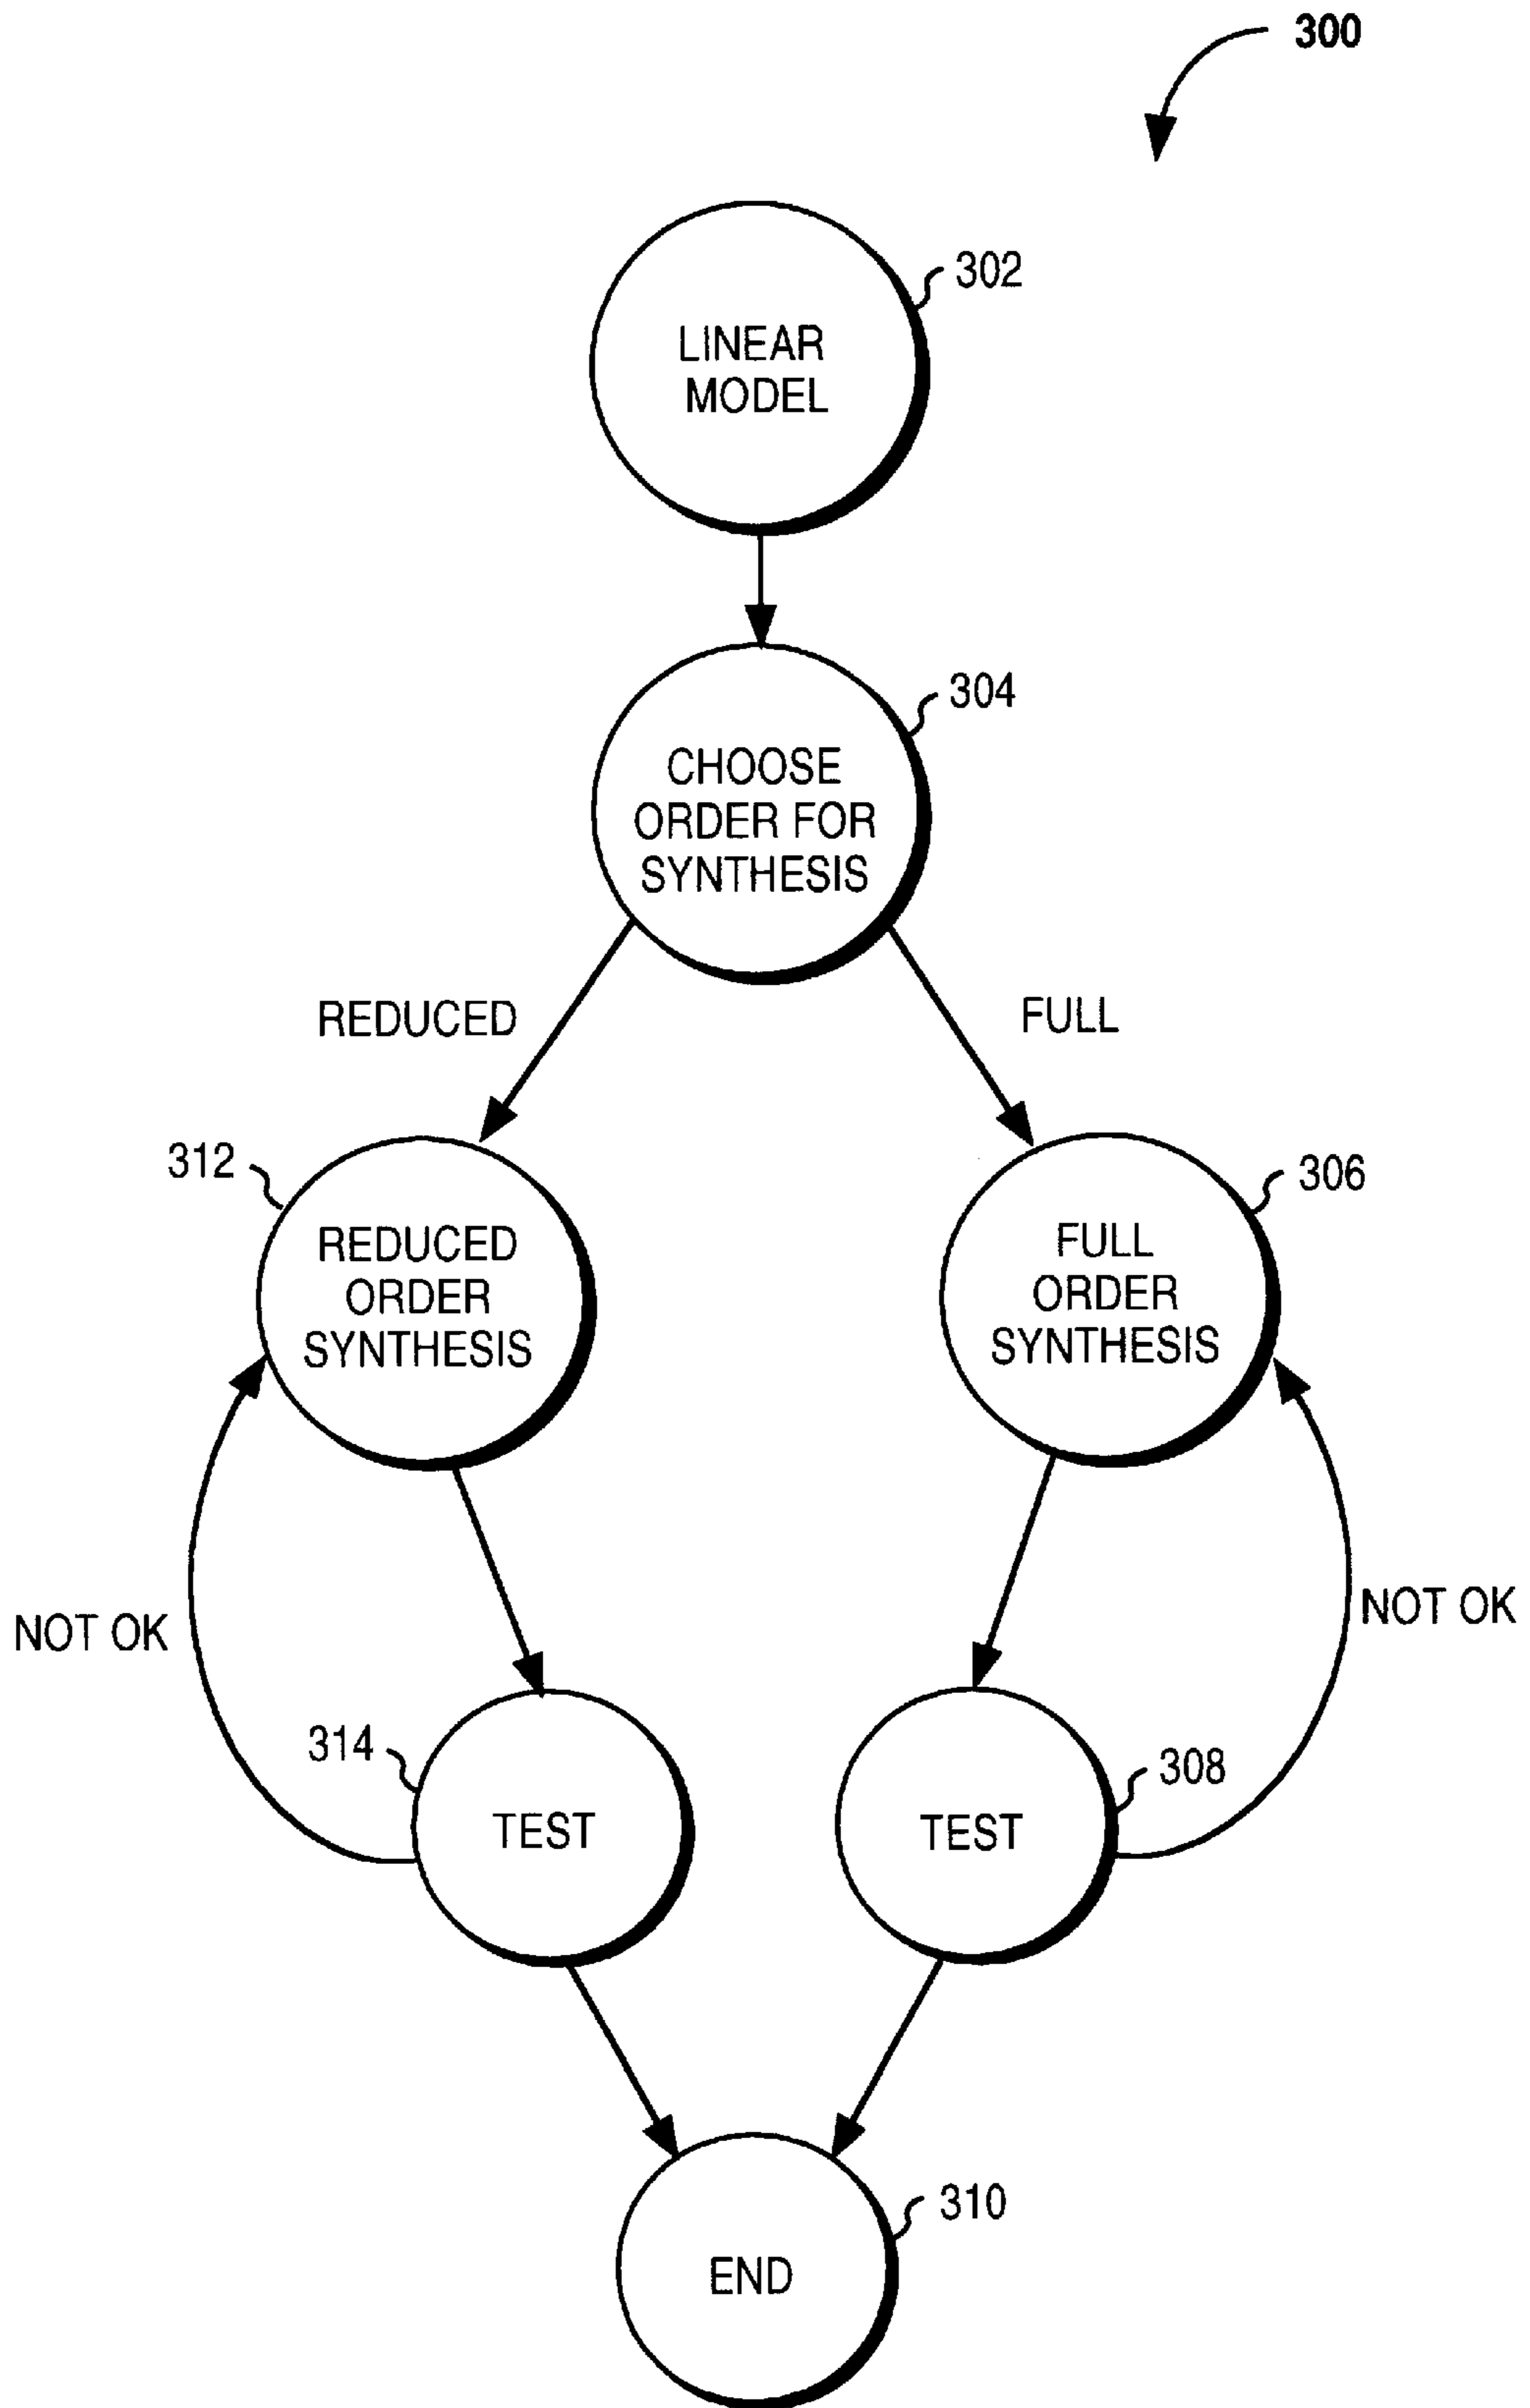 300
302
LINEAR
MODEL
304
CHOOSE
ORDER FOR
SYNTHESIS
REDUCED
FULL
312
REDUCED
ORDER
SYNTHESIS
306
FULL
ORDER
SYNTHESIS
NOT OK
NOT OK
314
TEST
308
TEST
310
END